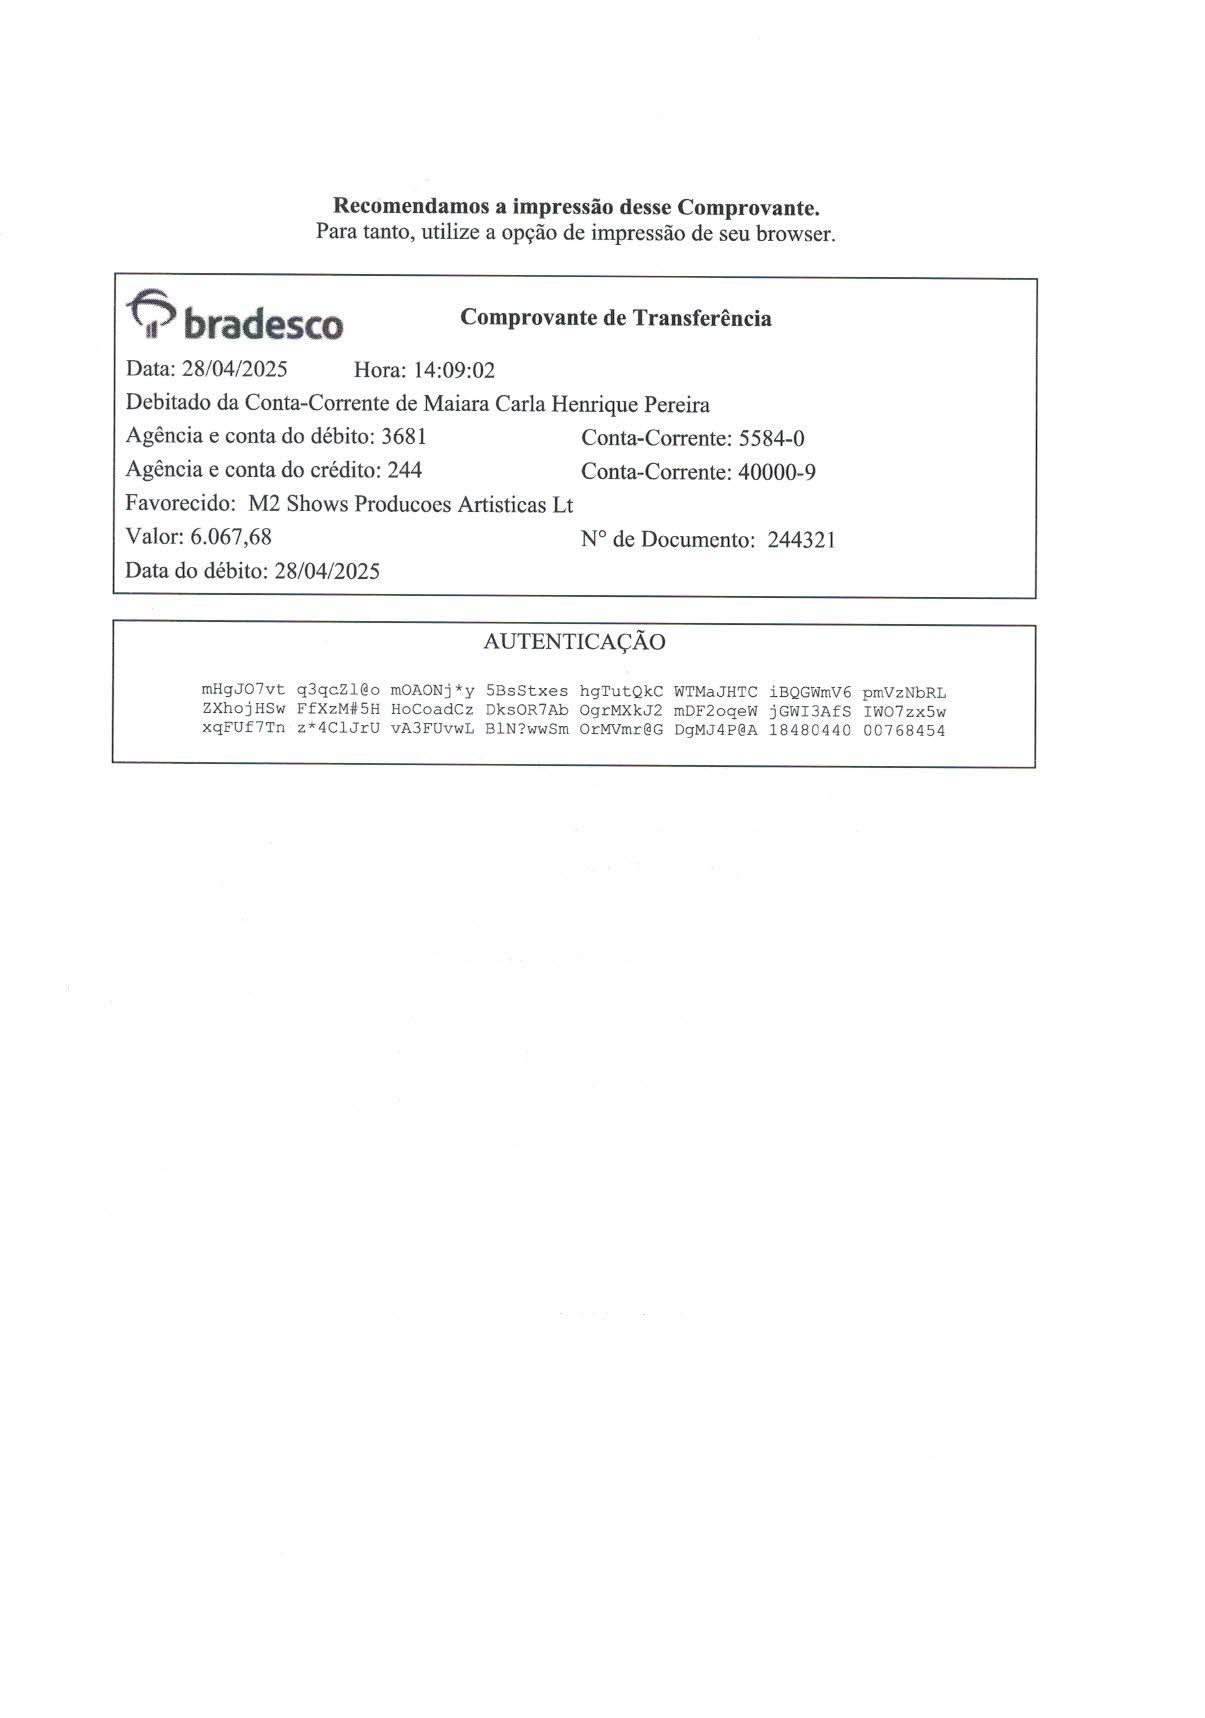 Recomendamos a impressão desse Comprovante.
Para tanto, utilize a opção de impressão de seu browser.
bradesco
Comprovante de Transferência
Data: 28/04/2025 Hora: 14:09:02
Debitado da Conta-Corrente de Maiara Carla Henrique Pereira
Agência e conta do débito: 3681 Conta-Corrente: 5584-0
Agência e conta do crédito: 244 Conta-Corrente: 40000-9
Favorecido: M2 Shows Producoes Artisticas Lt
Valor: 6.067,68 N° de Documento: 244321
Data do débito: 28/04/2025
AUTENTICAÇÃO
mHgJO7vt q3qcZl@o mOAONj*y 5BsStxes hgTutQkC WTMaJHTC iBQGWmV6 pmVzNbRL
ZXhojHSw FfXzM#5H HoCoadCz DksOR7Ab OgrMXkJ2 mDF2oqeW jGWI3AfS IWO7zx5w
xqFUf7Tn z*4ClJrU vA3FUvwL BlN?wwSm OrMVmr@G DgMJ4P@A 18480440 00768454